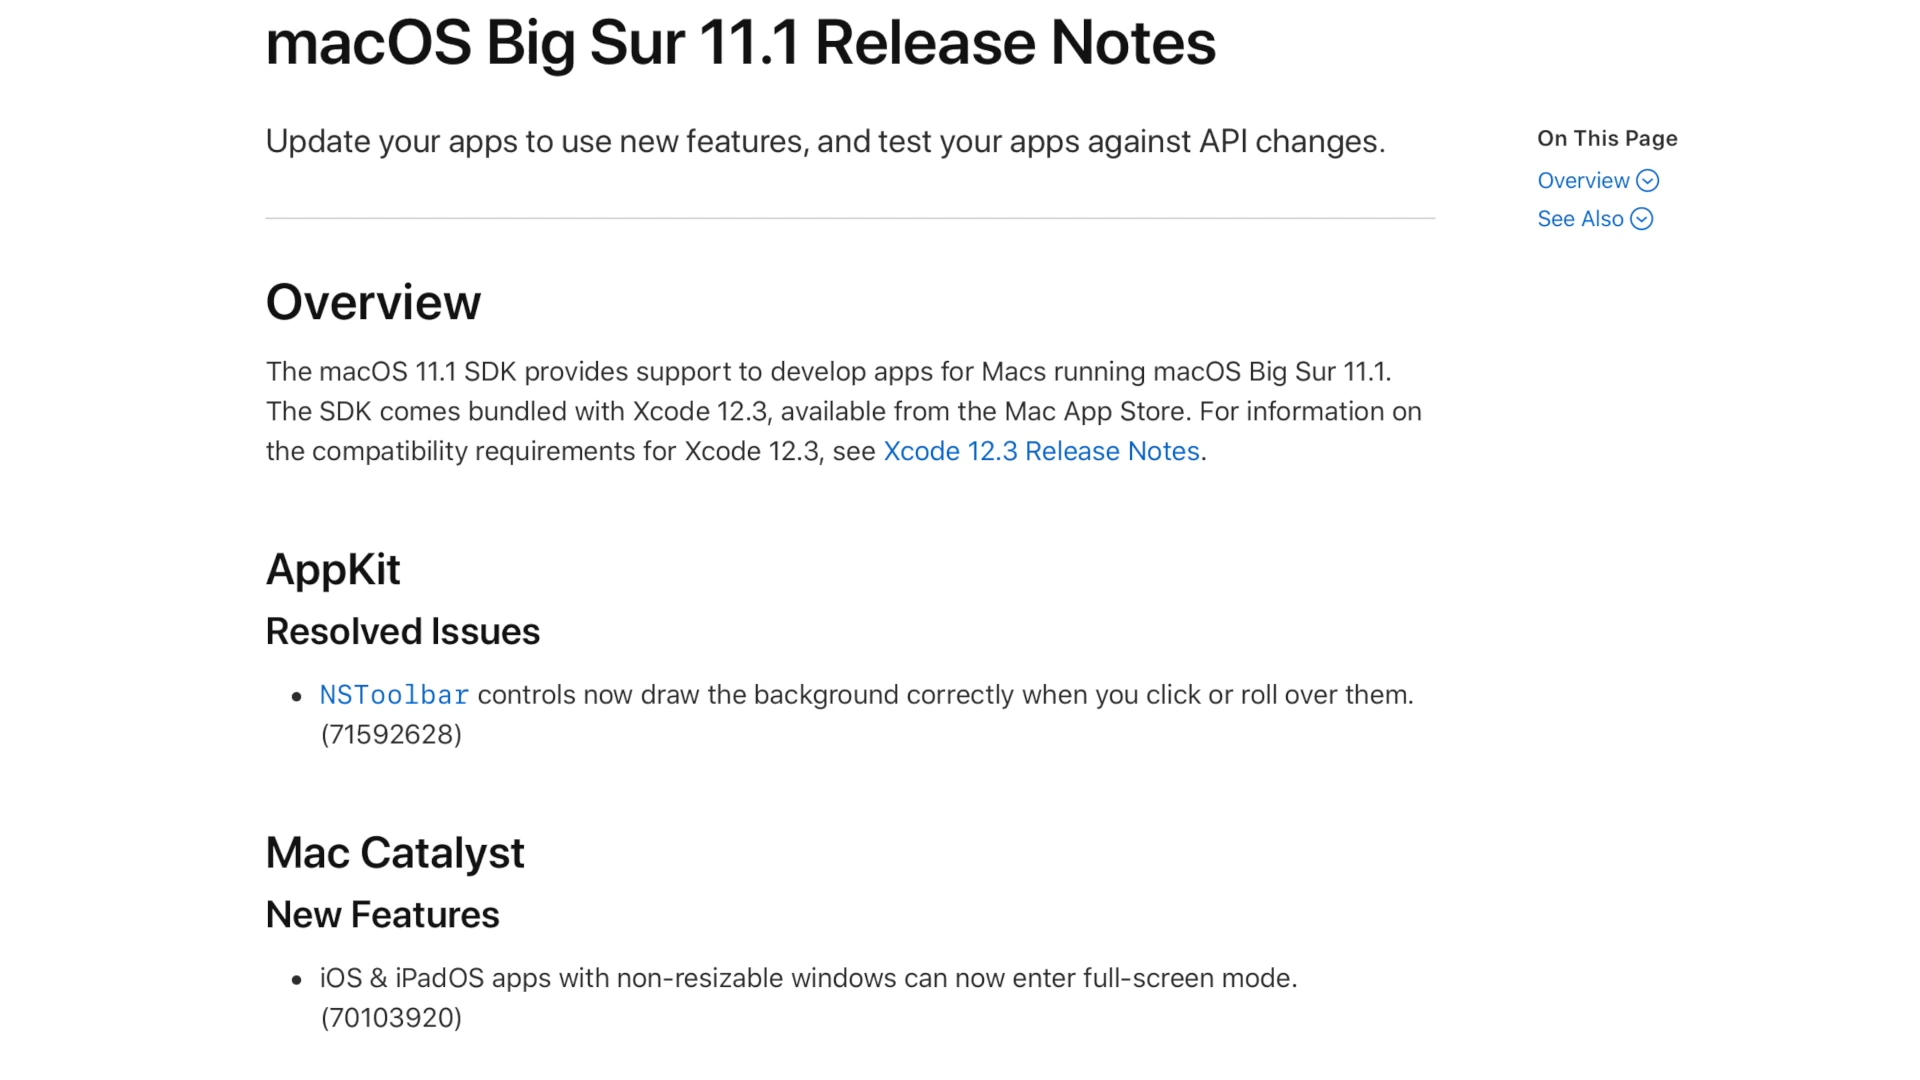 macOS Big Sur 11.1 Release Notes
Update your apps to use new features, and test your apps against API changes.
On This Page
Overview
See Also
Overview
The macOS 11.1 SDK provides support to develop apps for Macs running macOS Big Sur 11.1.
The SDK comes bundled with Xcode 12.3, available from the Mac App Store. For information on
the compatibility requirements for Xcode 12.3, see Xcode 12.3 Release Notes.
AppKit
Resolved Issues
• NSToolbar controls now draw the background correctly when you click or roll over them.
(71592628)
Mac Catalyst
New Features
• iOS & iPadOS apps with non-resizable windows can now enter full-screen mode.
(70103920)